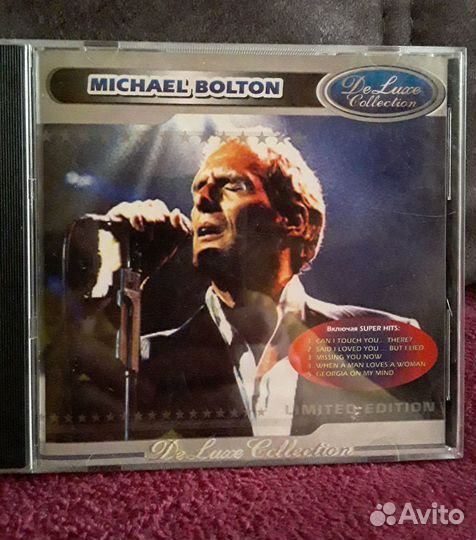 MICHAEL BOLTON
De Luxe
Collection
Включая SUPER HITS:
1 CAN I TOUCH YOU... THERE?
2 SAID I LOVED YOU... BUT I LIED
3 MISSING YOU NOW
4 WHEN A MAN LOVES A WOMAN
5 GEORGIA ON MY MIND
LIMITED EDITION
De Luxe Collection
Avito